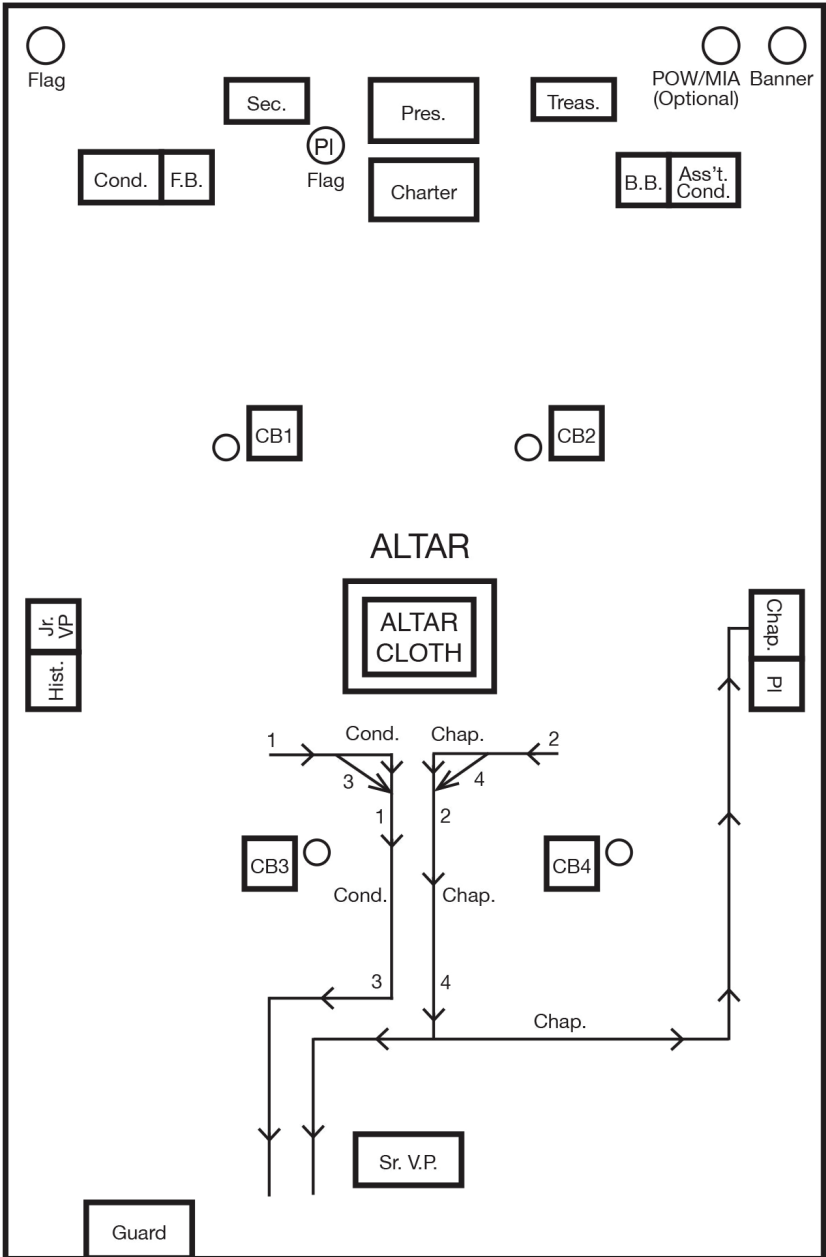 Flag
POW/MIA
(Optional)
Banner
Sec.
Pres.
Treas.
PI
Flag
Cond.
F.B.
Charter
B.B.
Ass't.
Cond.
CB1
CB2
ALTAR
ALTAR
CLOTH
Jr.
VP
Hist.
Chap.
PI
1
Cond.
Chap.
2
3
4
1
2
CB3
CB4
Cond.
Chap.
3
4
Chap.
Sr. V.P.
Guard